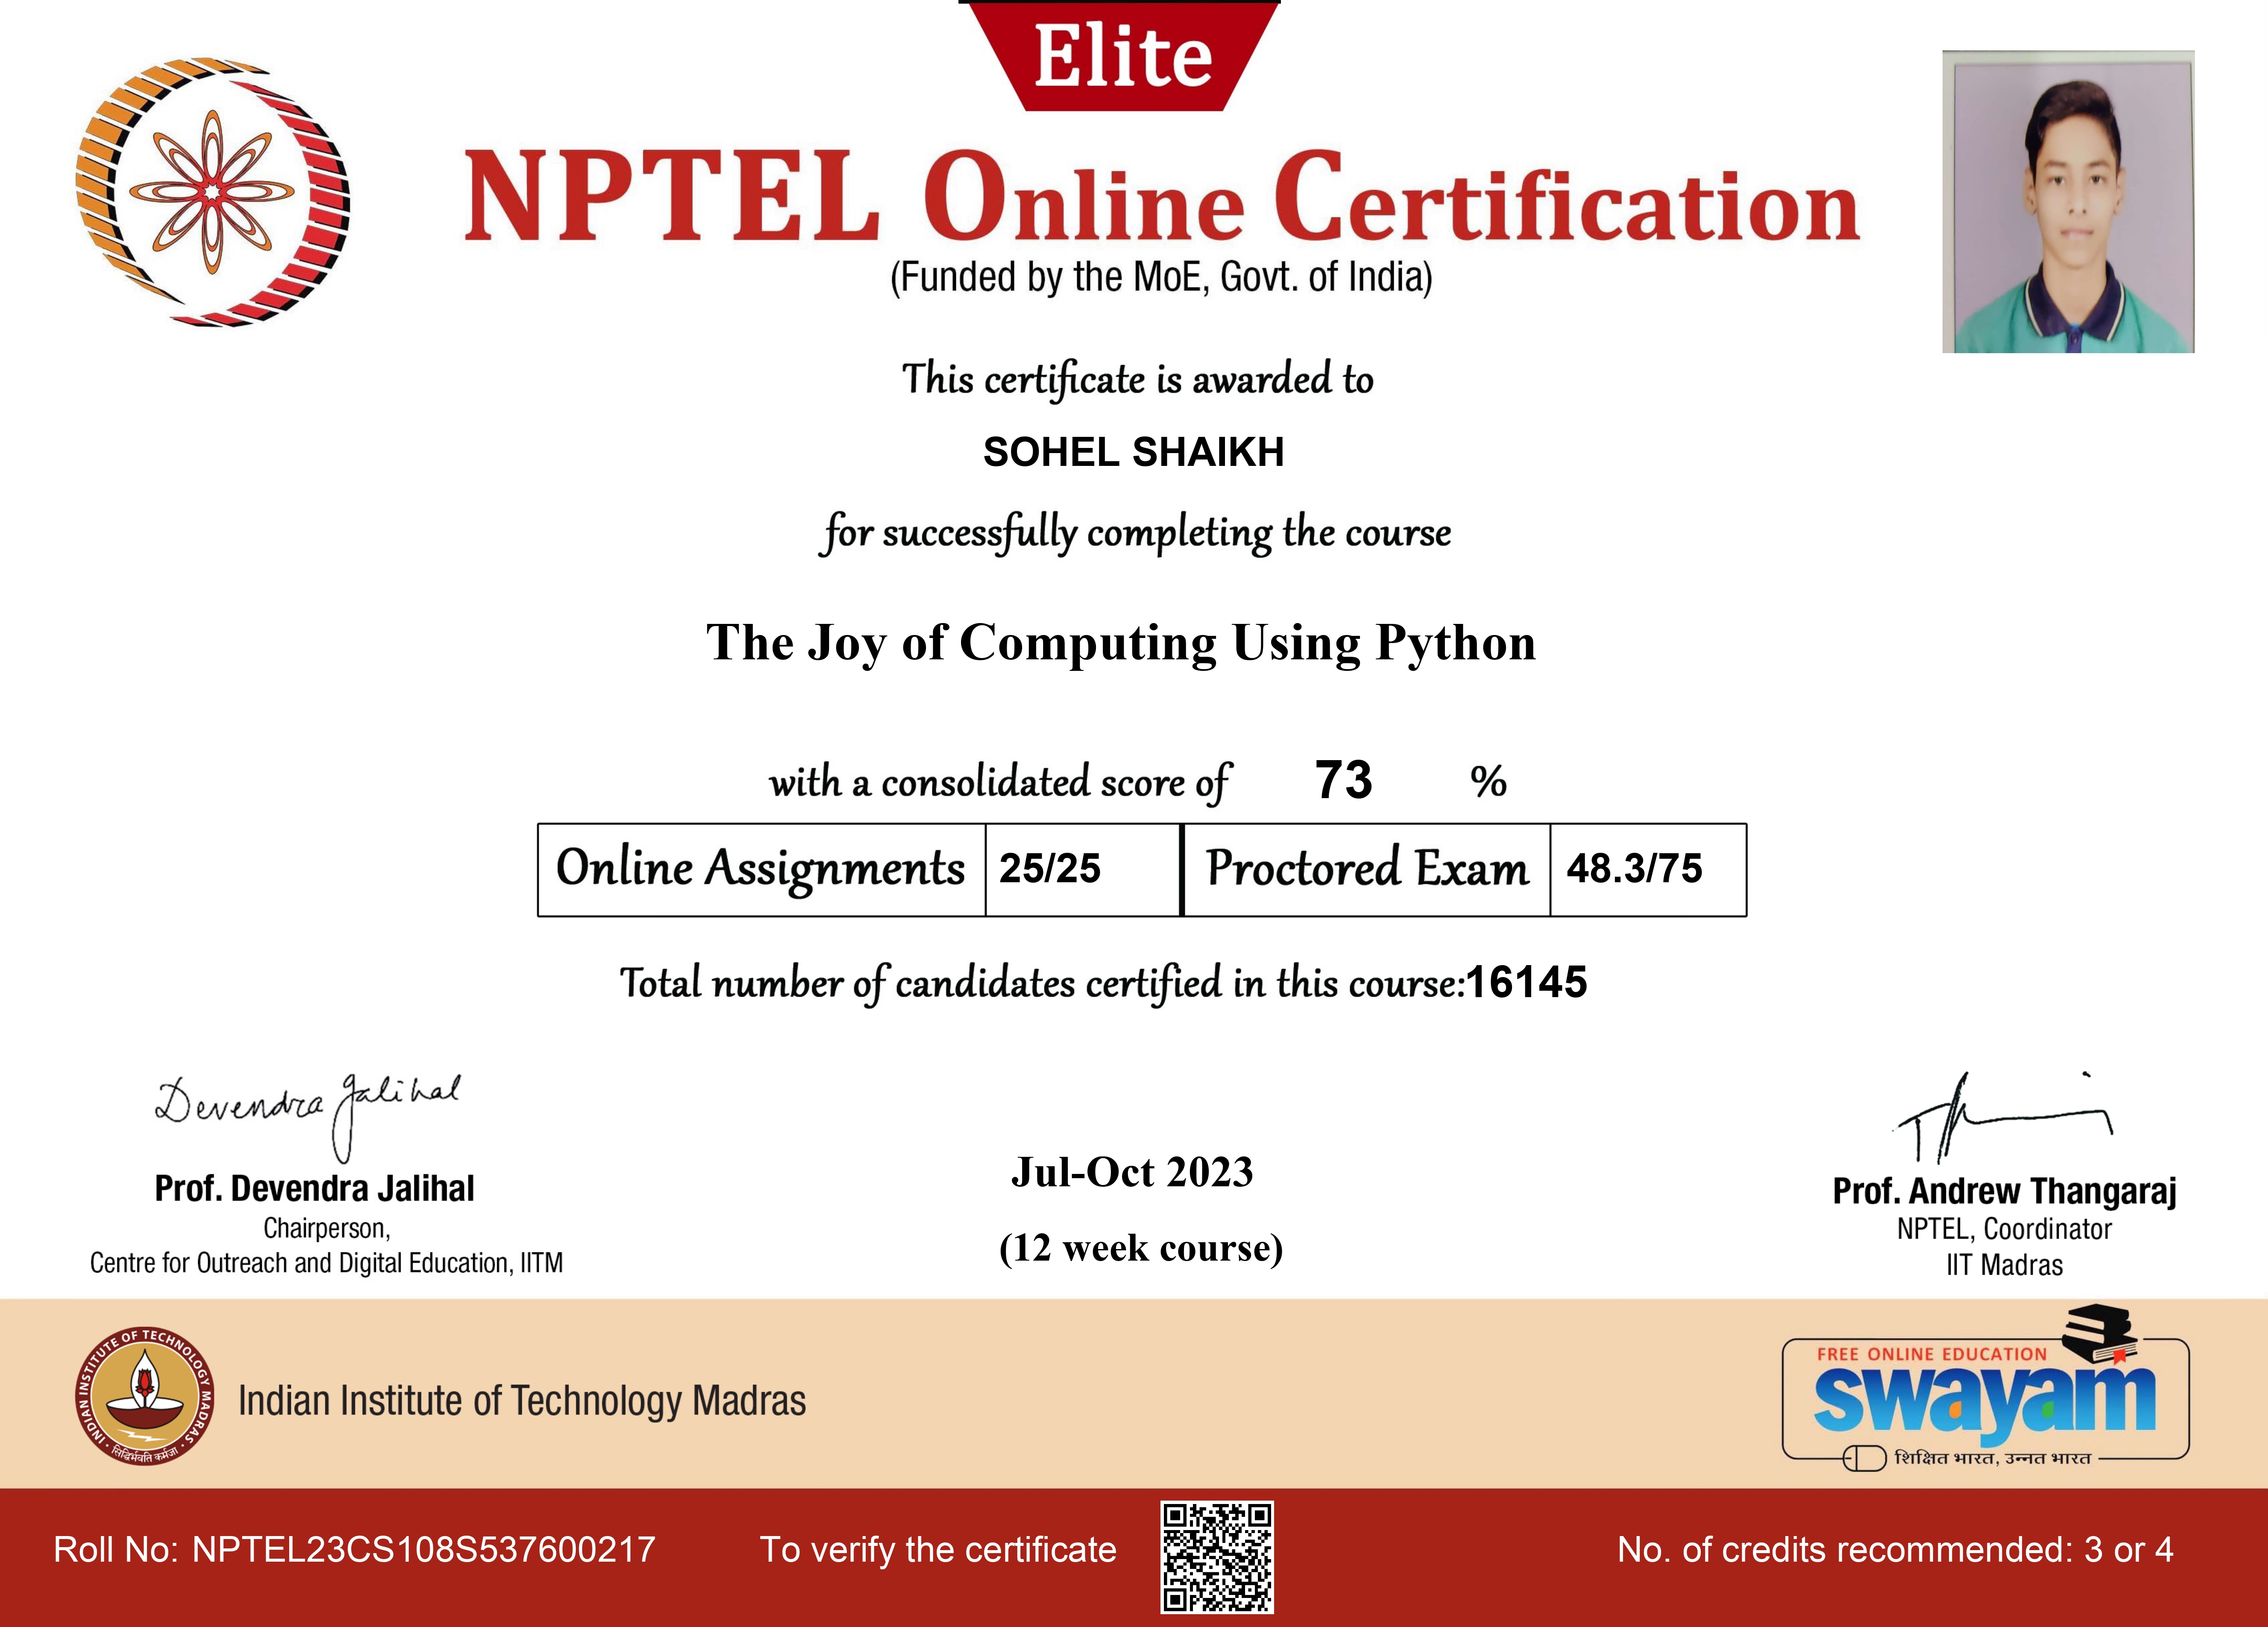 Elite
NPTEL Online Certification
(Funded by the MoE, Govt. of India)
This certificate is awarded to
SOHEL SHAIKH
for successfully completing the course
The Joy of Computing Using Python
with a consolidated score of 73 %
Online Assignments 25/25 Proctored Exam 48.3/75
Total number of candidates certified in this course:16145
Devendra Jalihal
Prof. Devendra Jalihal
Chairperson,
Centre for Outreach and Digital Education, IITM
Jul-Oct 2023
(12 week course)
Prof. Andrew Thangaraj
NPTEL, Coordinator
IIT Madras
INDIAN INSTITUTE OF TECHNOLOGY MADRAS
सिद्धिर्भवति कर्मजा
Indian Institute of Technology Madras
FREE ONLINE EDUCATION
swayam
शिक्षित भारत, उन्नत भारत
Roll No: NPTEL23CS108S537600217 To verify the certificate No. of credits recommended: 3 or 4